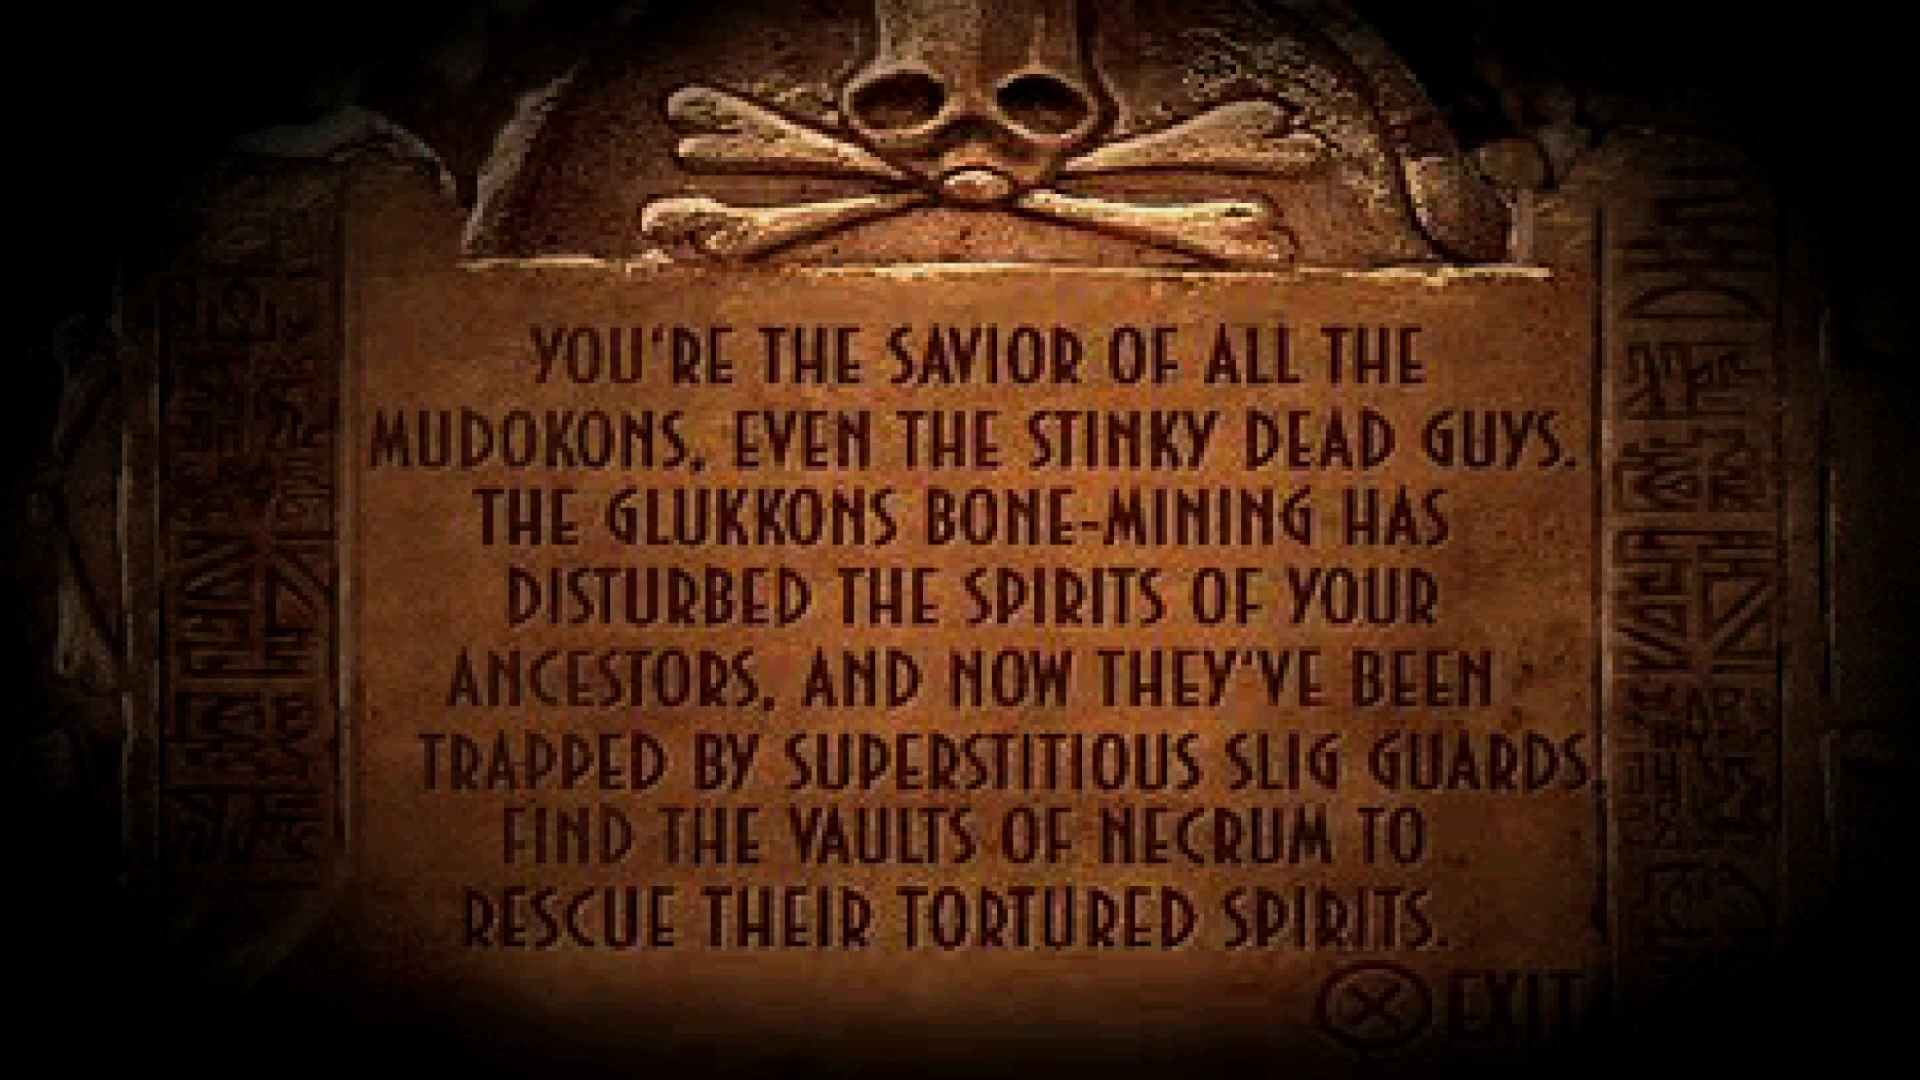 YOU'RE THE SAVIOR OF ALL THE
MUDOKONS, EVEN THE STINKY DEAD GUYS.
THE GLUKKONS BONE-MINING HAS
DISTURBED THE SPIRITS OF YOUR
ANCESTORS, AND NOW THEY'VE BEEN
TRAPPED BY SUPERSTITIOUS SLIG GUARDS.
FIND THE VAULTS OF NECRUM TO
RESCUE THEIR TORTURED SPIRITS.
EXIT